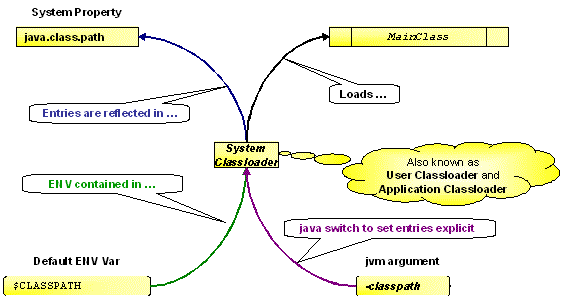 System Property
java.class.path
MainClass
Entries are reflected in ...
Loads ...
System
Classloader
Also known as
User Classloader and
Application Classloader
ENV contained in ...
java switch to set entries explicit
Default ENV Var
jvm argument
$CLASSPATH
-classpath